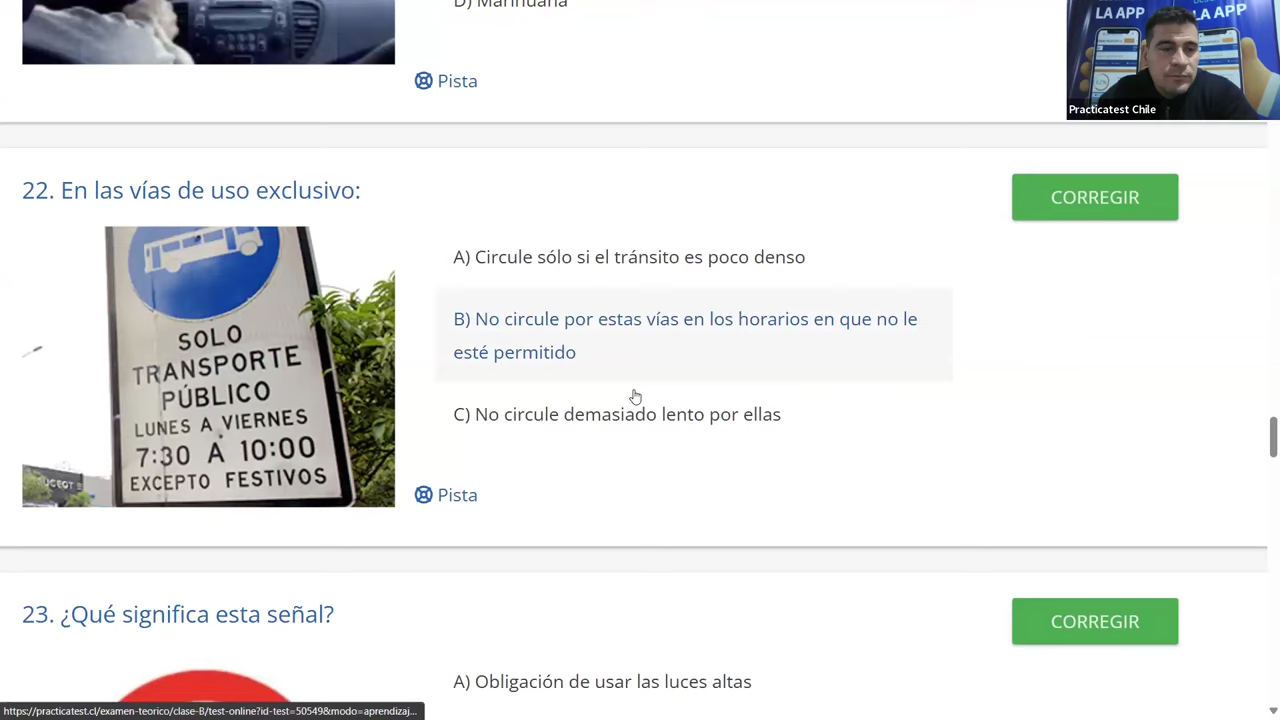 D) Marihuana
LA APP
LA APP
Practicatest Chile
Pista
22. En las vías de uso exclusivo:
CORREGIR
A) Circule sólo si el tránsito es poco denso
B) No circule por estas vías en los horarios en que no le
esté permitido
C) No circule demasiado lento por ellas
SOLO
TRANSPORTE
PÚBLICO
LUNES A VIERNES
7:30 A 10:00
EXCEPTO FESTIVOS
Pista
23. ¿Qué significa esta señal?
CORREGIR
A) Obligación de usar las luces altas
https://practicatest.cl/examen-teorico/clase-B/test-online?id-test=50549&modo=aprendizaj...